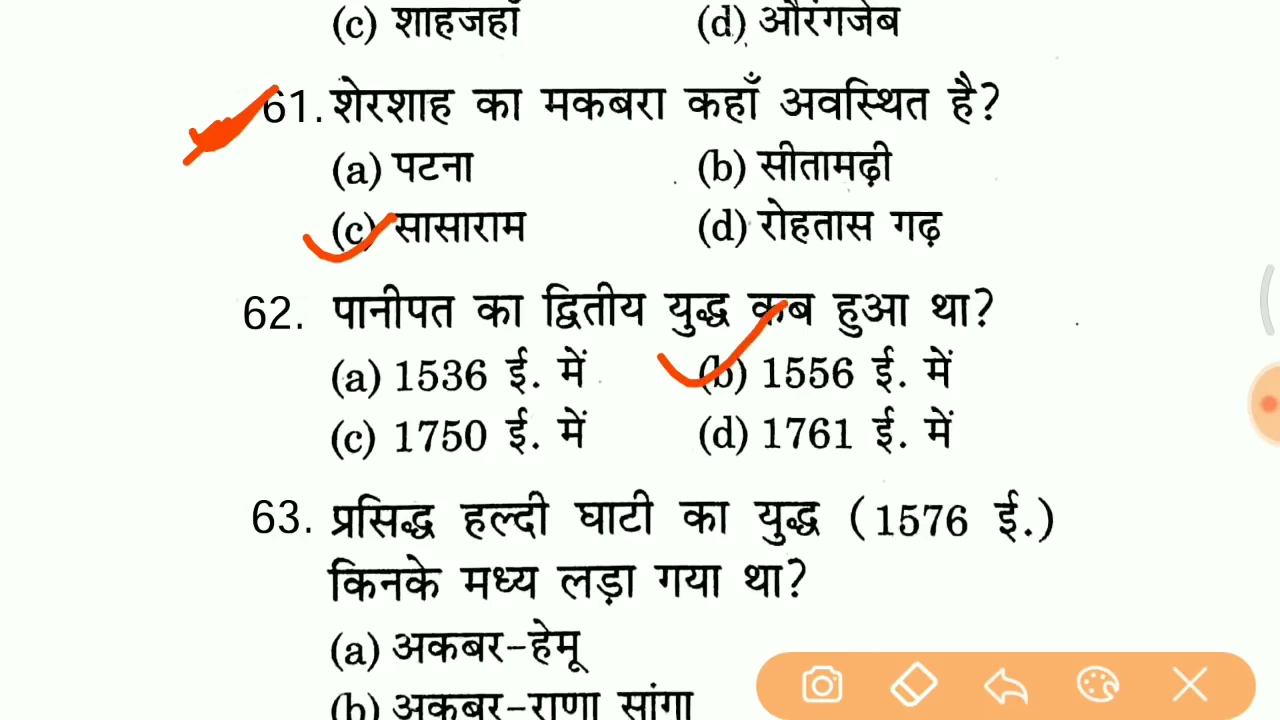 (c) शाहजहाँ (d) औरंगजेब
61. शेरशाह का मकबरा कहाँ अवस्थित है?
(a) पटना (b) सीतामढ़ी
(c) सासाराम (d) रोहतास गढ़
62. पानीपत का द्वितीय युद्ध कब हुआ था?
(a) 1536 ई. में (b) 1556 ई. में
(c) 1750 ई. में (d) 1761 ई. में
63. प्रसिद्ध हल्दी घाटी का युद्ध (1576 ई.)
किनके मध्य लड़ा गया था?
(a) अकबर-हेमू
(b) अकबर-राणा सांगा